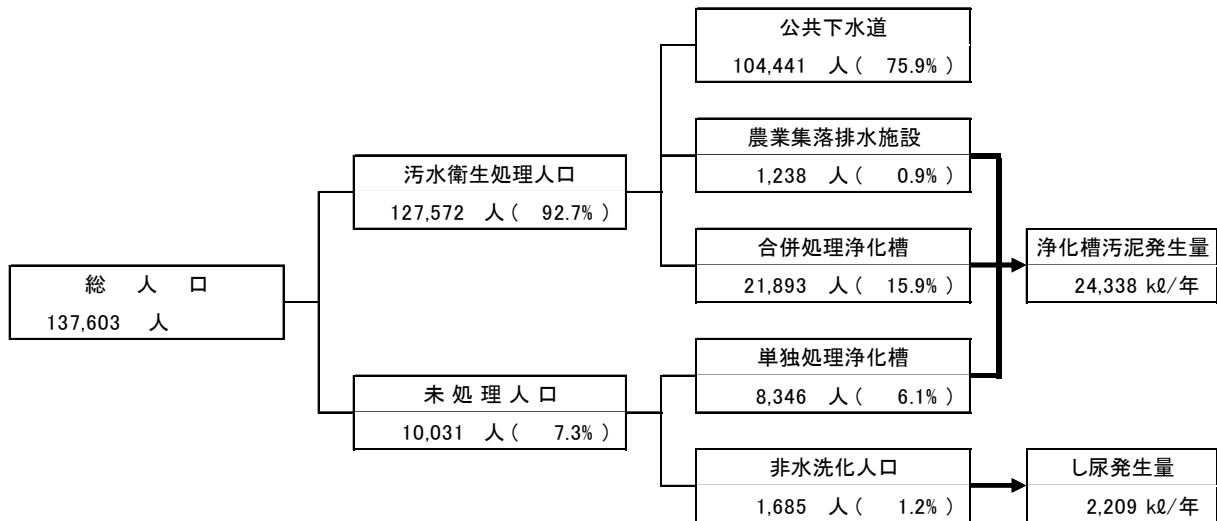 公共下水道
104,441 人( 75.9% )
農業集落排水施設
1,238 人( 0.9% )
汚水衛生処理人口
127,572 人( 92.7% )
合併処理浄化槽
21,893 人( 15.9% )
浄化槽汚泥発生量
24,338 kℓ/年
総 人 口
137,603 人
単独処理浄化槽
8,346 人( 6.1% )
未 処 理 人 口
10,031 人( 7.3% )
非水洗化人口
1,685 人( 1.2% )
し尿発生量
2,209 kℓ/年